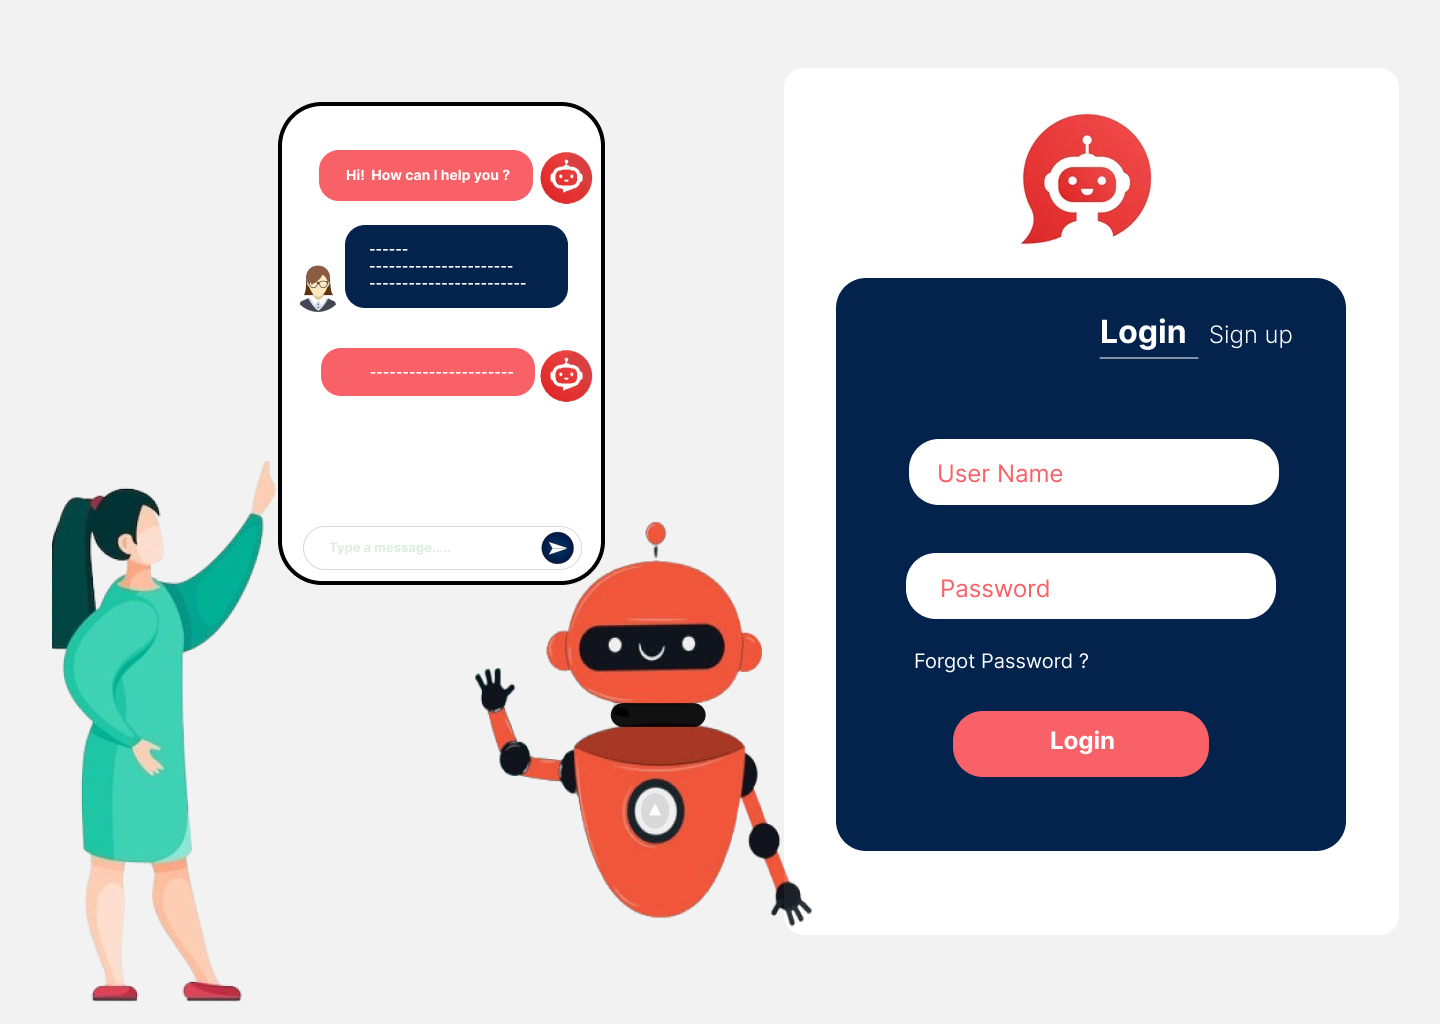 Hi! How can I help you ?
------
----------------------
------------------------
----------------------
Type a message.....
Login Sign up
User Name
Password
Forgot Password ?
Login